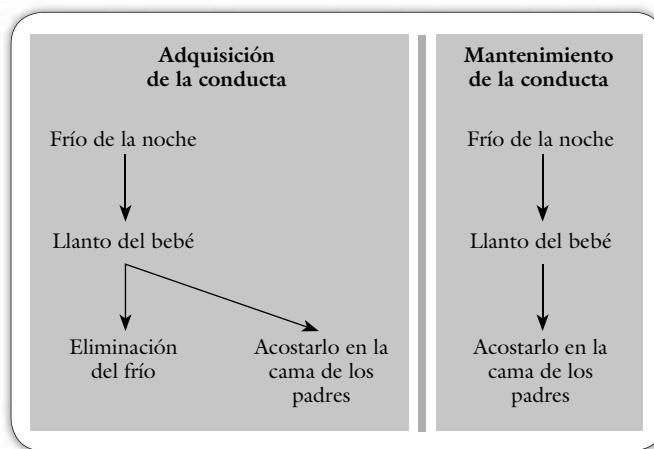 Adquisición
de la conducta
Frío de la noche
Llanto del bebé
Eliminación
del frío
Acostarlo en la
cama de los
padres
Mantenimiento
de la conducta
Frío de la noche
Llanto del bebé
Acostarlo en la
cama de los
padres